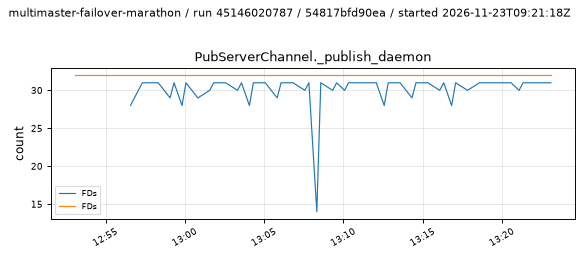 multimaster-failover-marathon / run 45146020787 / 54817bfd90ea / started 2026-11-23T09:21:18Z
PubServerChannel._publish_daemon
count
30
25
20
15
FDs
FDs
12:55
13:00
13:05
13:10
13:15
13:20